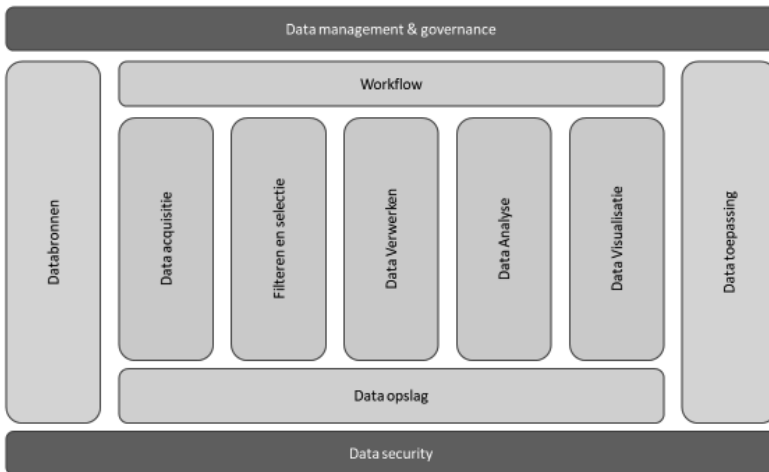 Data management & governance
Databronnen
Workflow
Data acquisitie
Filteren en selectie
Data Verwerken
Data Analyse
Data Visualisatie
Data toepassing
Data opslag
Data security